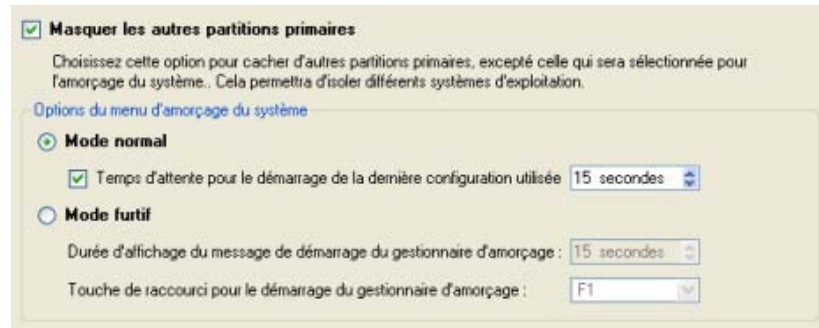 Masquer les autres partitions primaires
Choisissez cette option pour cacher d'autres partitions primaires, excepté celle qui sera sélectionnée pour
l'amorçage du système.. Cela permettra d'isoler différents systèmes d'exploitation.
Options du menu d'amorçage du système
Mode normal
Temps d'attente pour le démarrage de la dernière configuration utilisée 15 secondes
Mode furtif
Durée d'affichage du message de démarrage du gestionnaire d'amorçage : 15 secondes
Touche de raccourci pour le démarrage du gestionnaire d'amorçage : F1